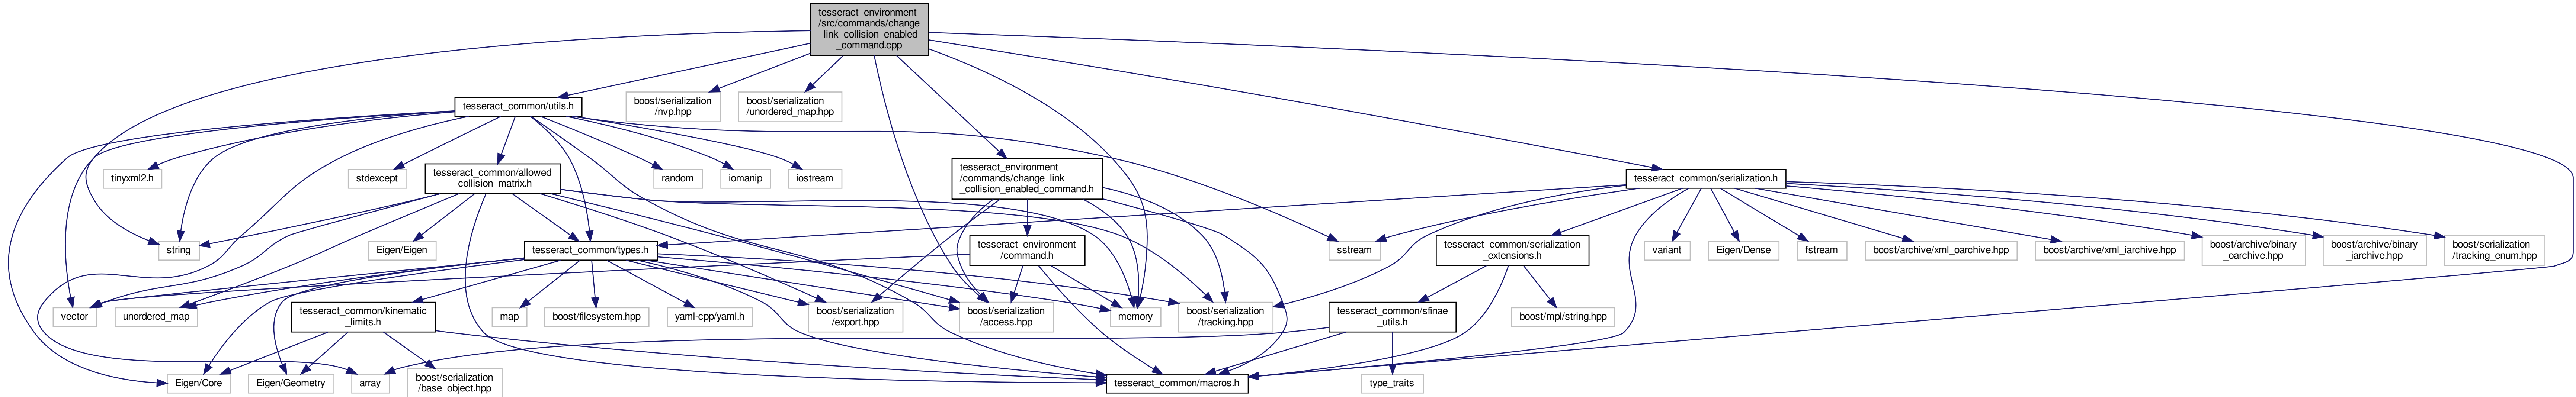 tesseract_environment
/src/commands/change
_link_collision_enabled
_command.cpp
tesseract_common/utils.h
boost/serialization
/nvp.hpp
boost/serialization
/unordered_map.hpp
tinyxml2.h
stdexcept
tesseract_common/allowed
_collision_matrix.h
random
iomanip
iostream
tesseract_environment
/commands/change_link
_collision_enabled_command.h
tesseract_common/serialization.h
string
Eigen/Eigen
tesseract_common/types.h
tesseract_environment
/command.h
sstream
tesseract_common/serialization
_extensions.h
variant
Eigen/Dense
fstream
boost/archive/xml_oarchive.hpp
boost/archive/xml_iarchive.hpp
boost/archive/binary
_oarchive.hpp
boost/archive/binary
_iarchive.hpp
boost/serialization
/tracking_enum.hpp
vector
unordered_map
tesseract_common/kinematic
_limits.h
map
boost/filesystem.hpp
yaml-cpp/yaml.h
boost/serialization
/export.hpp
boost/serialization
/access.hpp
memory
boost/serialization
/tracking.hpp
tesseract_common/sfinae
_utils.h
boost/mpl/string.hpp
Eigen/Core
Eigen/Geometry
array
boost/serialization
/base_object.hpp
tesseract_common/macros.h
type_traits